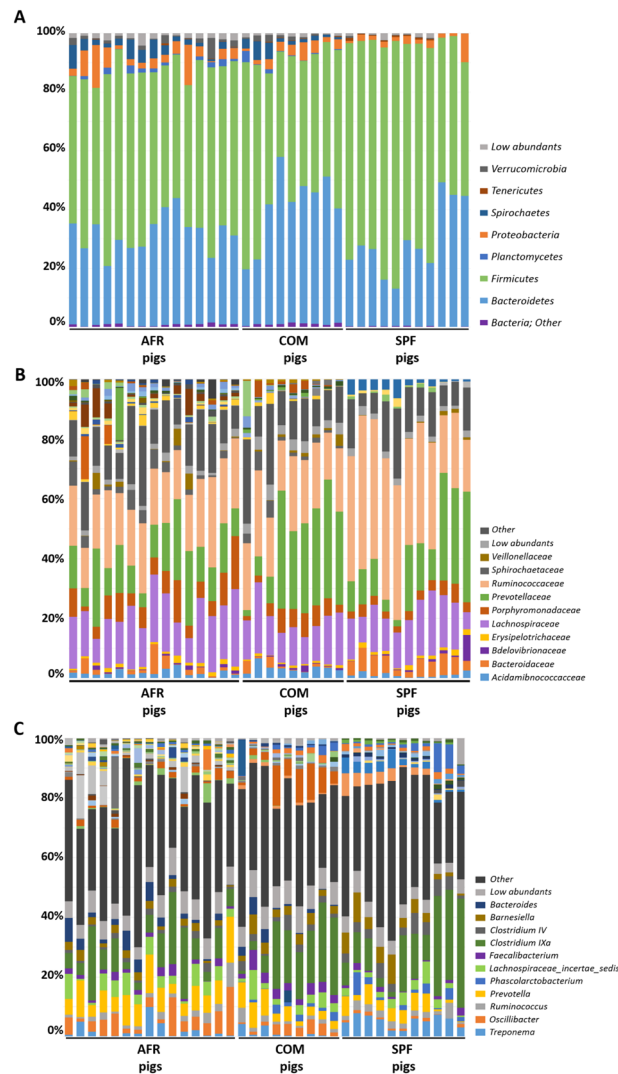 A
100%
80%
60%
40%
20%
0%
Low abundants
Verrucomicrobia
Tenericutes
Spirochaetes
Proteobacteria
Planctomycetes
Firmicutes
Bacteroidetes
Bacteria; Other
AFR pigs
COM pigs
SPF pigs
B
100%
80%
60%
40%
20%
0%
Other
Low abundants
Veillonellaceae
Sphirochaetaceae
Ruminococcaceae
Prevotellaceae
Porphyromonadaceae
Lachnospiraceae
Erysipelotrichaceae
Bdelovibrionaceae
Bacteroidaceae
Acidamibnococcacceae
AFR pigs
COM pigs
SPF pigs
C
100%
80%
60%
40%
20%
0%
Other
Low abundants
Bacteroides
Barnesiella
Clostridium IV
Clostridium IXa
Faecalibacterium
Lachnospiraceae_incertae_sedis
Phascolarctobacterium
Prevotella
Ruminococcus
Oscillibacter
Treponema
AFR pigs
COM pigs
SPF pigs